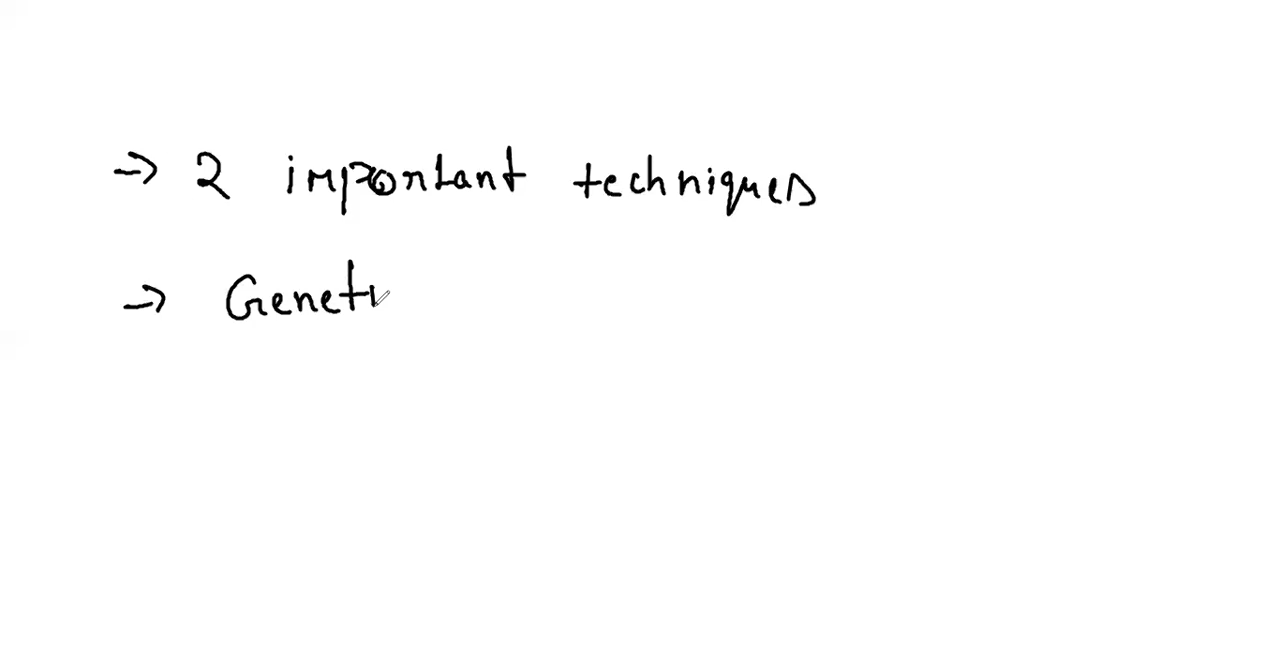 → 2 important techniques
→ Geneti